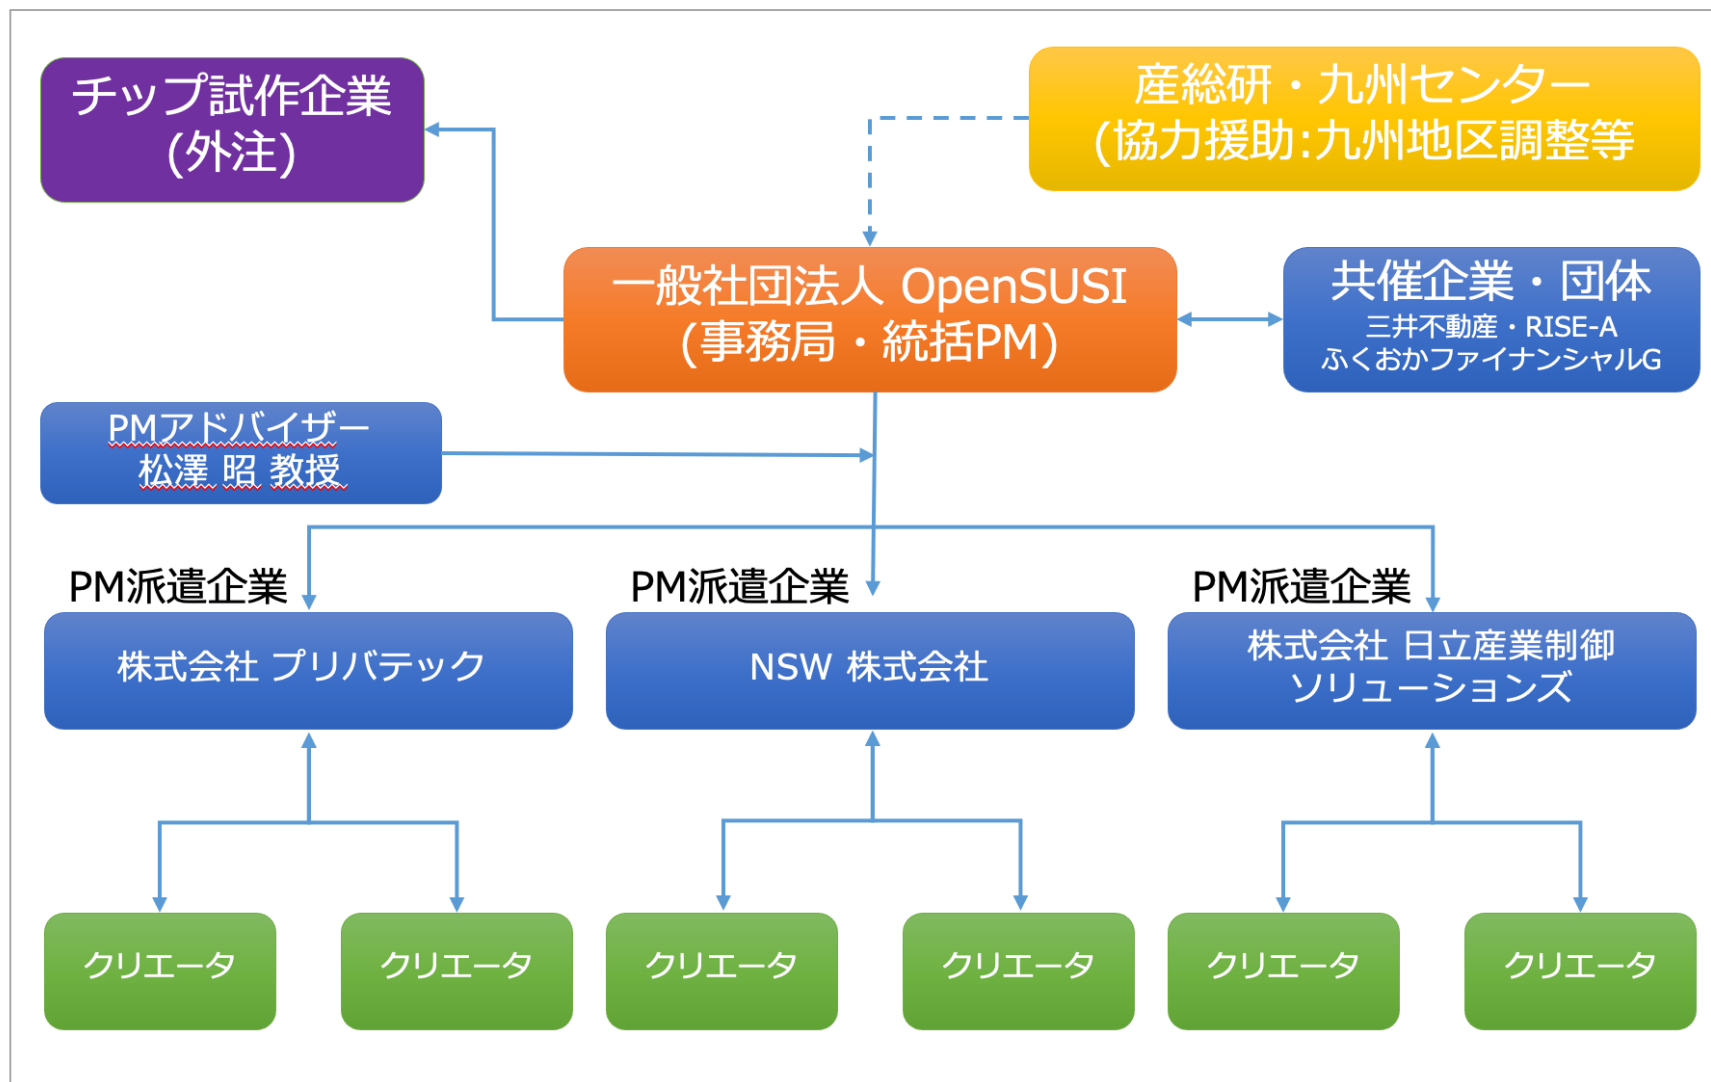 チップ試作企業
(外注)
産総研・九州センター
(協力援助:九州地区調整等
一般社団法人 OpenSUSI
(事務局・統括PM)
共催企業・団体
三井不動産・RISE-A
ふくおかファイナンシャルG
PMアドバイザー
松澤 昭 教授
PM派遣企業
PM派遣企業
PM派遣企業
株式会社 プリバテック
NSW 株式会社
株式会社 日立産業制御
ソリューションズ
クリエータ
クリエータ
クリエータ
クリエータ
クリエータ
クリエータ